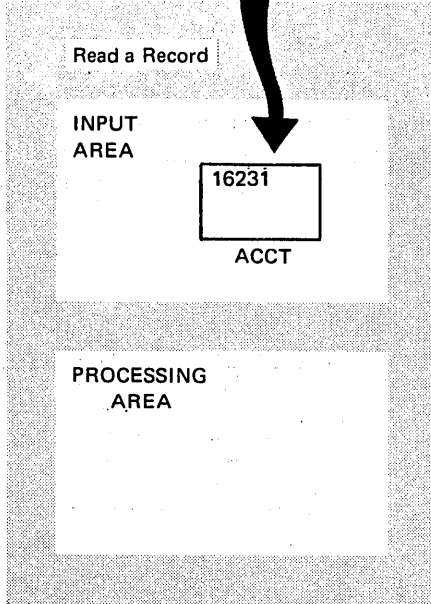 Read a Record
INPUT
AREA
16231
ACCT
PROCESSING
AREA